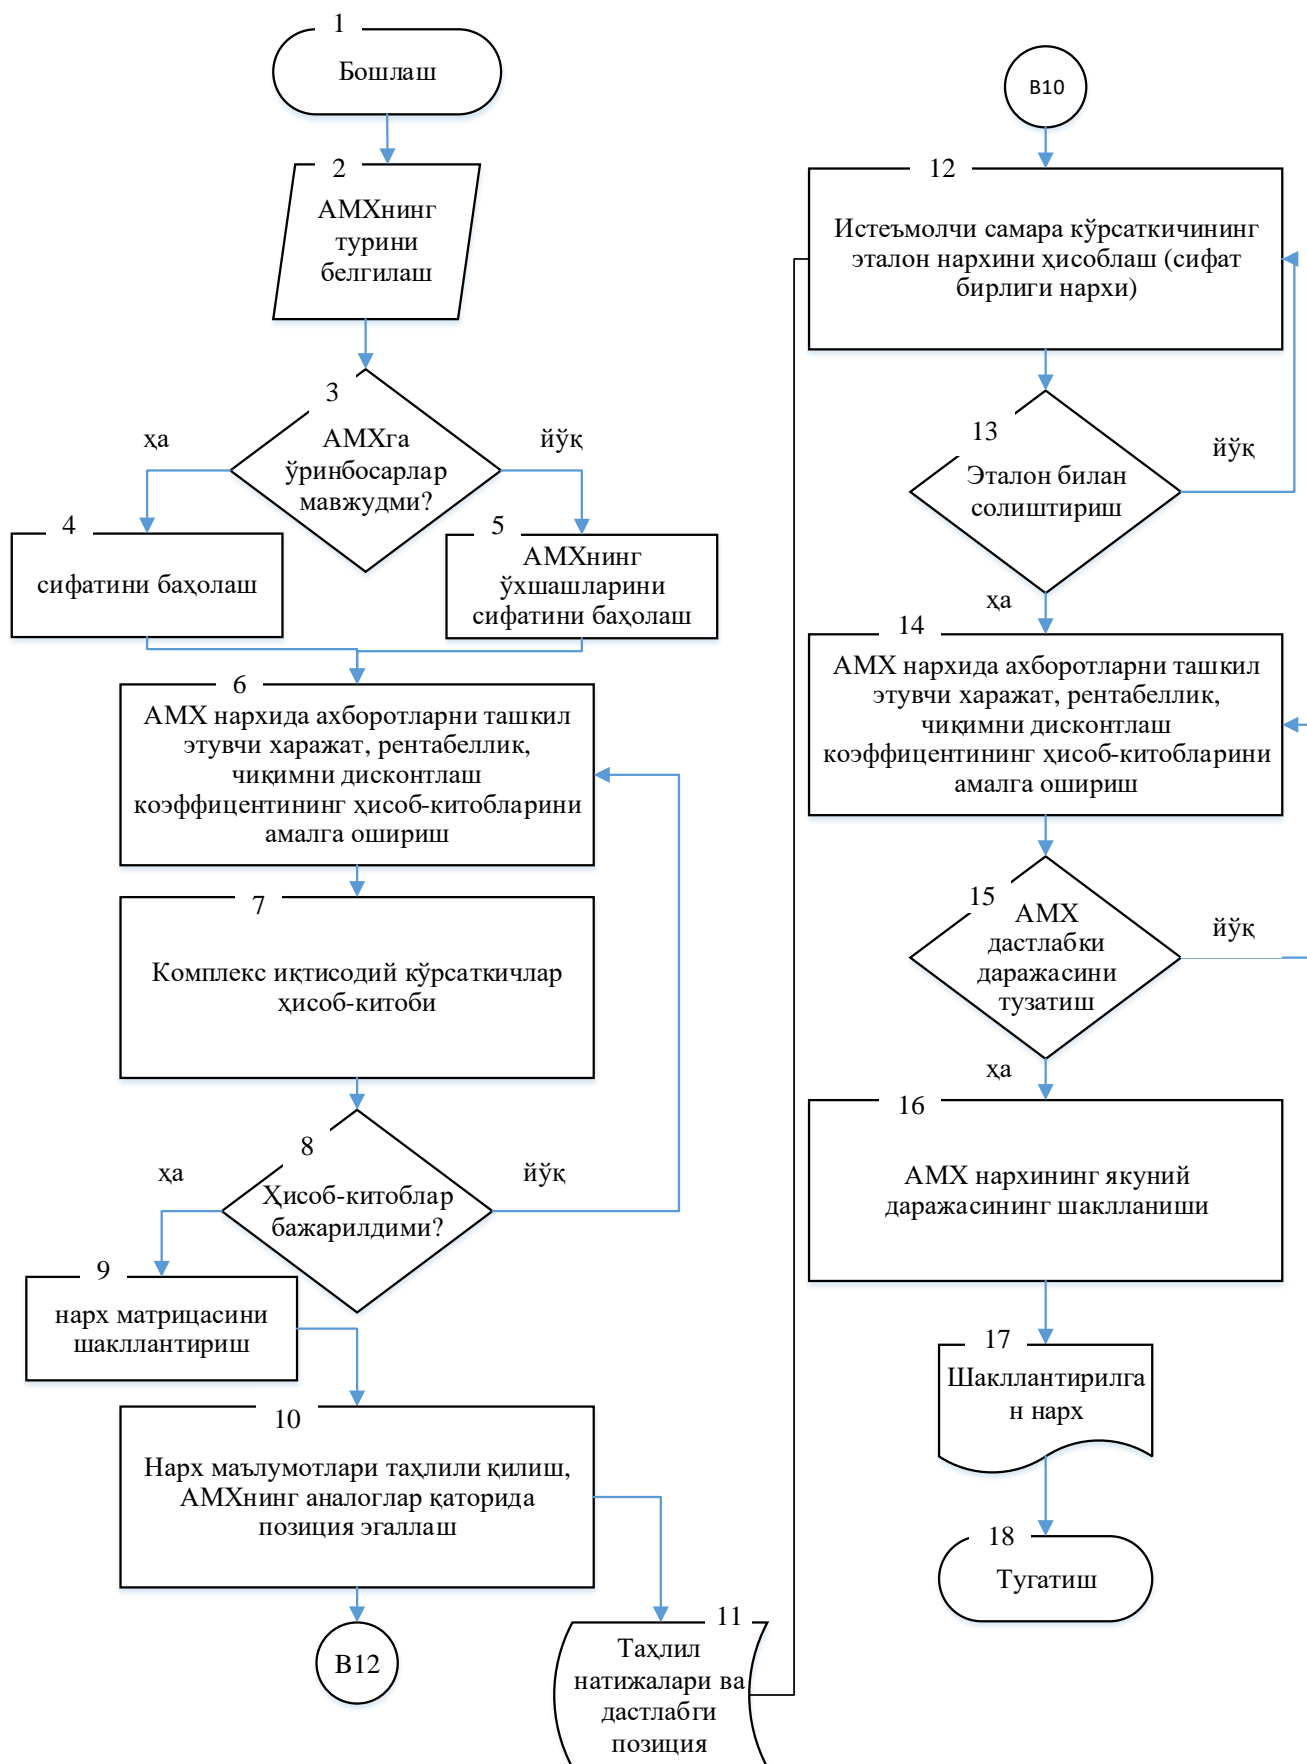 1
Бошлаш
2
АМХнинг
турини
белгилаш
3
АМХга
ўринбосарлар
мавжудми?
ҳа
йўқ
4
сифатини баҳолаш
5
АМХнинг
ўхшашларини
сифатини баҳолаш
6
АМХ нархида ахборотларни ташкил
этувчи харажат, рентабеллик,
чиқимни дисконтлаш
коэффицентининг ҳисоб-китобларини
амалга ошириш
7
Комплекс иқтисодий кўрсаткичлар
ҳисоб-китоби
8
Ҳисоб-китоблар
бажарилдими?
ҳа
йўқ
9
нарх матрицасини
шакллантириш
10
Нарх маълумотлари таҳлили қилиш,
АМХнинг аналоглар қаторида
позиция эгаллаш
B12
11
Таҳлил
натижалари ва
дастлабги
позиция
B10
12
Истеъмолчи самара кўрсаткичининг
эталон нархини ҳисоблаш (сифат
бирлиги нархи)
13
Эталон билан
солиштириш
йўқ
ҳа
14
АМХ нархида ахборотларни ташкил
этувчи харажат, рентабеллик,
чиқимни дисконтлаш
коэффицентининг ҳисоб-китобларини
амалга ошириш
15
АМХ
дастлабки
даражасини
тузатиш
йўқ
ҳа
16
АМХ нархининг якуний
даражасининг шаклланиши
17
Шакллантирилга
н нарх
18
Тугатиш